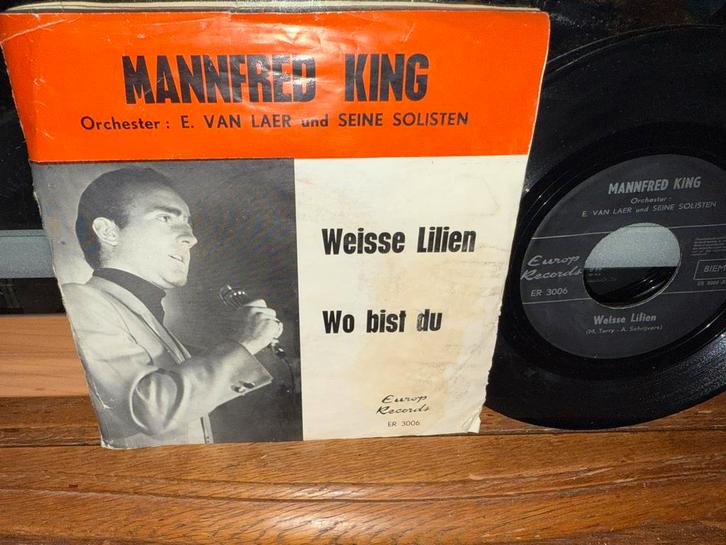 MANNFRED KING
Orchester : E. VAN LAER und SEINE SOLISTEN
Weisse Lilien
Wo bist du
Europ
Records
ER 3006
MANNFRED KING
Orchester :
E. VAN LAER und SEINE SOLISTEN
Europ
Records
ER 3006
BIEM
Weisse Lilien
(M. Terry - A. Schrijvers)